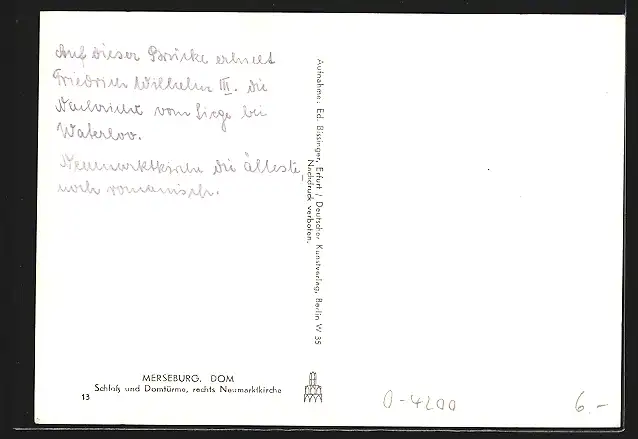 Auf dieser Brücke erhielt
Friedrich Wilhelm III. die
Nachricht vom Siege bei
Waterloo.
Neumarktkirche die älteste,
noch romanisch.
Aufnahme: Ed. Bissinger, Erfurt / Deutscher Kunstverlag, Berlin W 35
Nachdruck verboten.
MERSEBURG, DOM
Schloß und Domtürme, rechts Neumarktkirche
13
0-4200
6.-